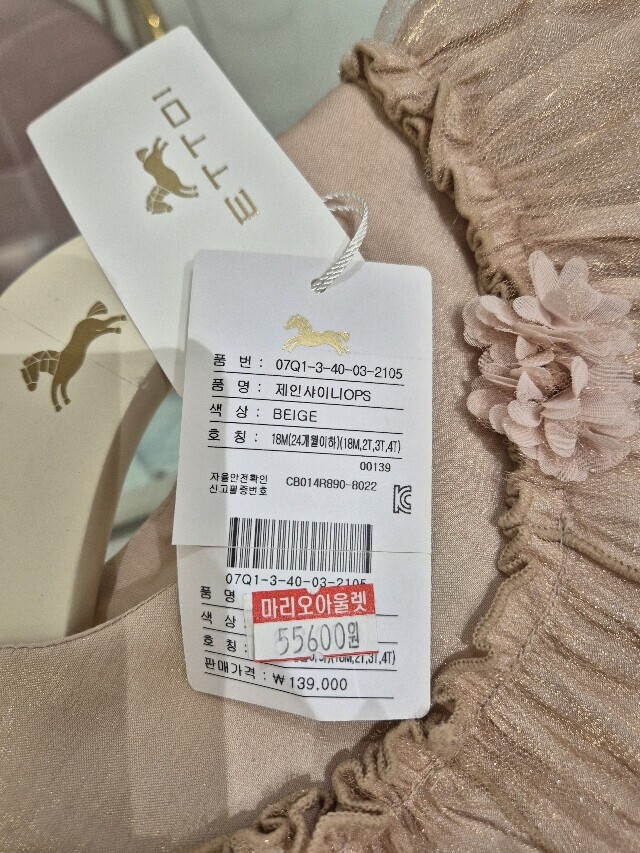 ETTOI
품 번 : 07Q1-3-40-03-2105
품 명 : 제인샤이니OPS
색 상 : BEIGE
호 칭 : 18M(24개월이하)(18M,2T,3T,4T)
00139
자율안전확인
신고필증번호 CB014R890-8022
07Q1-3-40-03-2105
품 명
마리오아울렛
색 상
55600원
호 칭 : (18M,2T,3T,4T)
판매가격 : ₩ 139.000